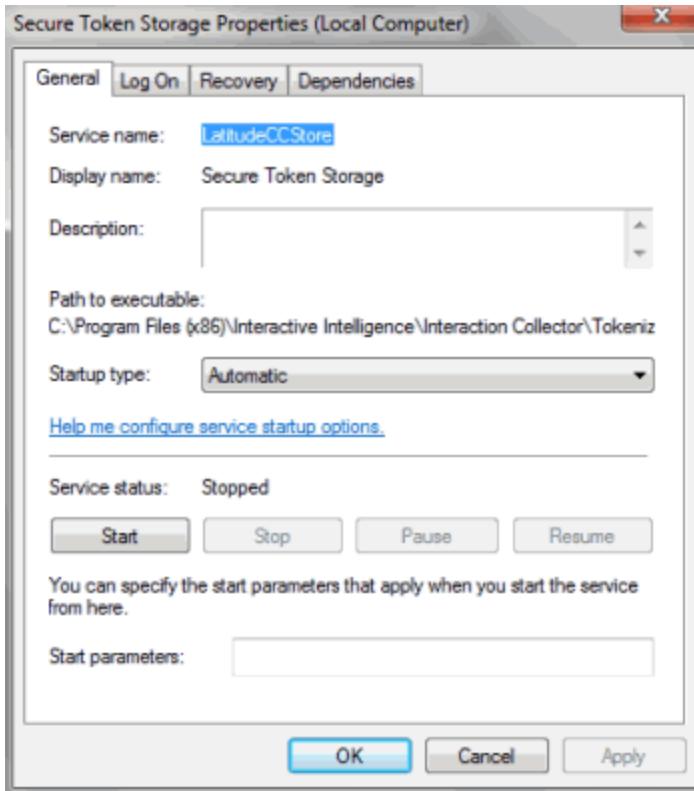 Secure Token Storage Properties (Local Computer)
General Log On Recovery Dependencies
Service name: LatitudeCCStore
Display name: Secure Token Storage
Description:
Path to executable:
C:\Program Files (x86)\Interactive Intelligence\Interaction Collector\Tokeniz
Startup type: Automatic
Help me configure service startup options.
Service status: Stopped
Start Stop Pause Resume
You can specify the start parameters that apply when you start the service
from here.
Start parameters:
OK Cancel Apply